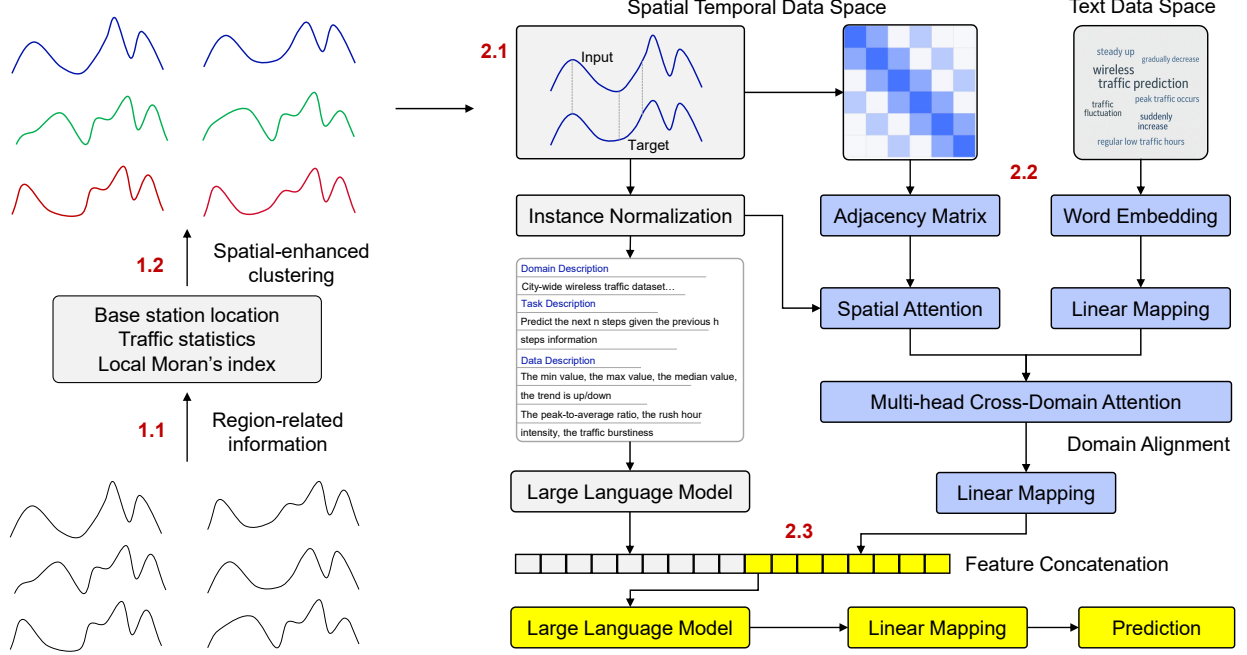 Spatial Temporal Data Space
Text Data Space
2.1
Input
Target
steady up
gradually decrease
wireless
traffic prediction
peak traffic occurs
traffic
fluctuation
suddenly
increase
regular low traffic hours
2.2
Instance Normalization
Adjacency Matrix
Word Embedding
1.2
Spatial-enhanced
clustering
Domain Description
City-wide wireless traffic dataset...
Task Description
Predict the next n steps given the previous h
steps information
Data Description
The min value, the max value, the median value,
the trend is up/down
The peak-to-average ratio, the rush hour
intensity, the traffic burstiness
Spatial Attention
Linear Mapping
Base station location
Traffic statistics
Local Moran's index
Multi-head Cross-Domain Attention
1.1
Region-related
information
Domain Alignment
Large Language Model
Linear Mapping
2.3
Feature Concatenation
Large Language Model
Linear Mapping
Prediction